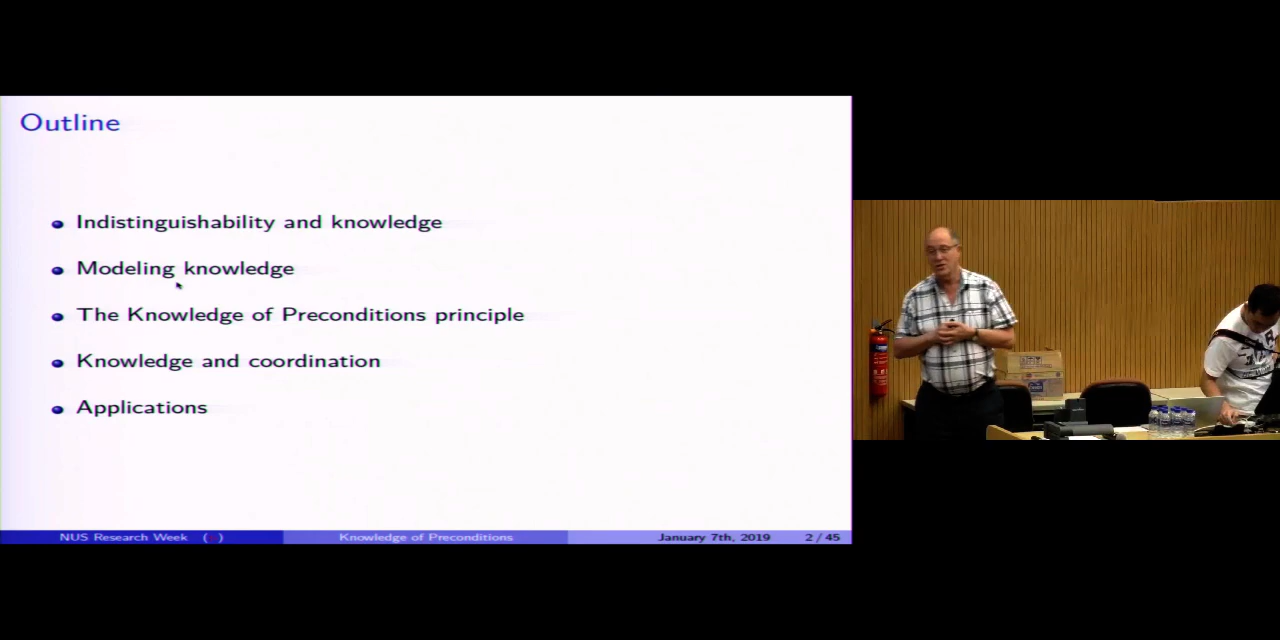 Outline
Indistinguishability and knowledge
Modeling knowledge
The Knowledge of Preconditions principle
Knowledge and coordination
Applications
NUS Research Week
Knowledge of Preconditions
January 7th, 2019 2 / 45